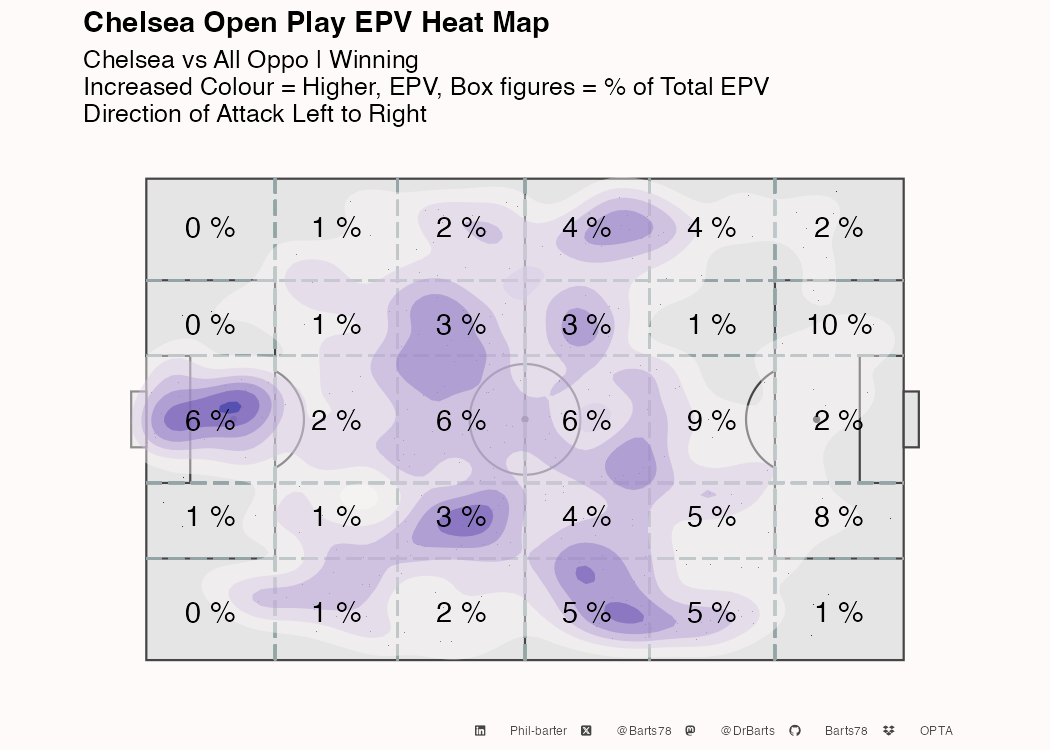 Chelsea Open Play EPV Heat Map
Chelsea vs All Oppo | Winning
Increased Colour = Higher, EPV, Box figures = % of Total EPV
Direction of Attack Left to Right
0 % 1 % 2 % 4 % 4 % 2 %
0 % 1 % 3 % 3 % 1 % 10 %
6 % 2 % 6 % 6 % 9 % 2 %
1 % 1 % 3 % 4 % 5 % 8 %
0 % 1 % 2 % 5 % 5 % 1 %
Phil-barter @Barts78 @DrBarts Barts78 OPTA